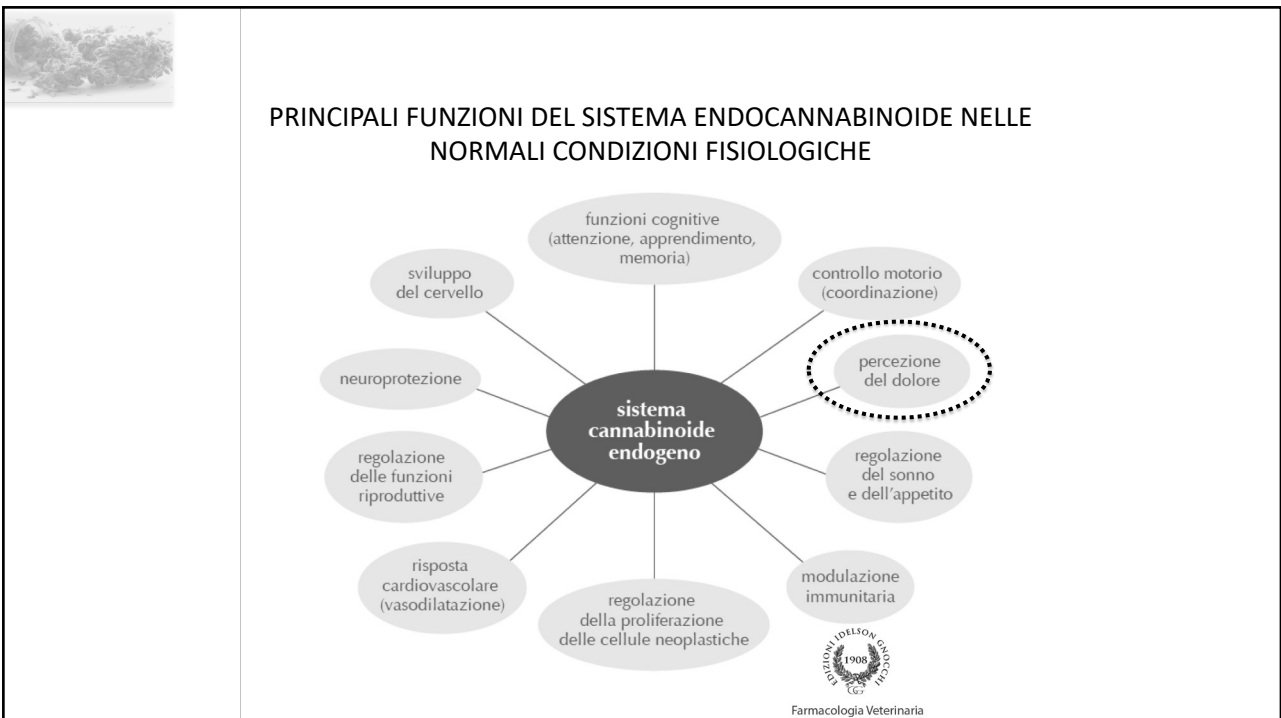 PRINCIPALI FUNZIONI DEL SISTEMA ENDOCANNABINOIDE NELLE
NORMALI CONDIZIONI FISIOLOGICHE
funzioni cognitive
(attenzione, apprendimento,
memoria)
sviluppo
del cervello
controllo motorio
(coordinazione)
neuroprotezione
percezione
del dolore
sistema
cannabinoide
endogeno
regolazione
delle funzioni
riproduttive
regolazione
del sonno
e dell'appetito
risposta
cardiovascolare
(vasodilatazione)
regolazione
della proliferazione
delle cellule neoplastiche
modulazione
immunitaria
EDIZIONI IDELSON GNOCCHI
1908
Farmacologia Veterinaria